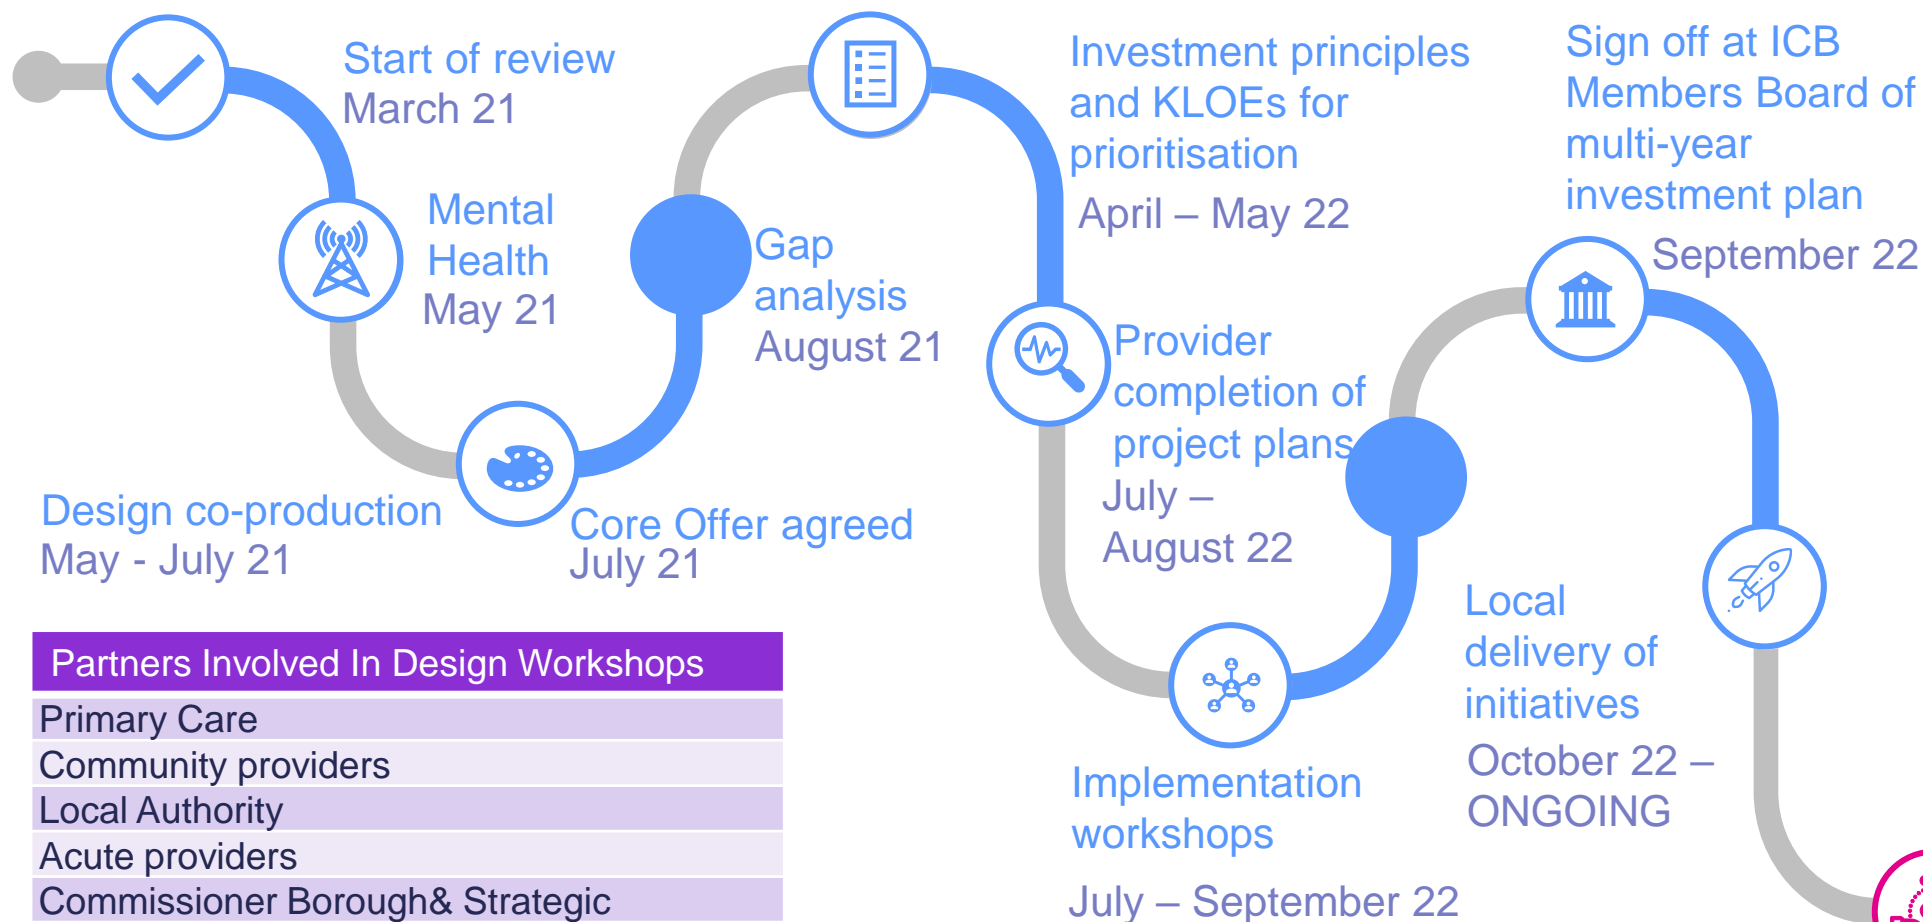 Start of review
March 21
Mental
Health
May 21
Design co-production
May - July 21
Core Offer agreed
July 21
Gap
analysis
August 21
Investment principles
and KLOEs for
prioritisation
April – May 22
Provider
completion of
project plans
July –
August 22
Implementation
workshops
July – September 22
Sign off at ICB
Members Board of
multi-year
investment plan
September 22
Local
delivery of
initiatives
October 22 –
ONGOING
Partners Involved In Design Workshops
Primary Care
Community providers
Local Authority
Acute providers
Commissioner Borough& Strategic